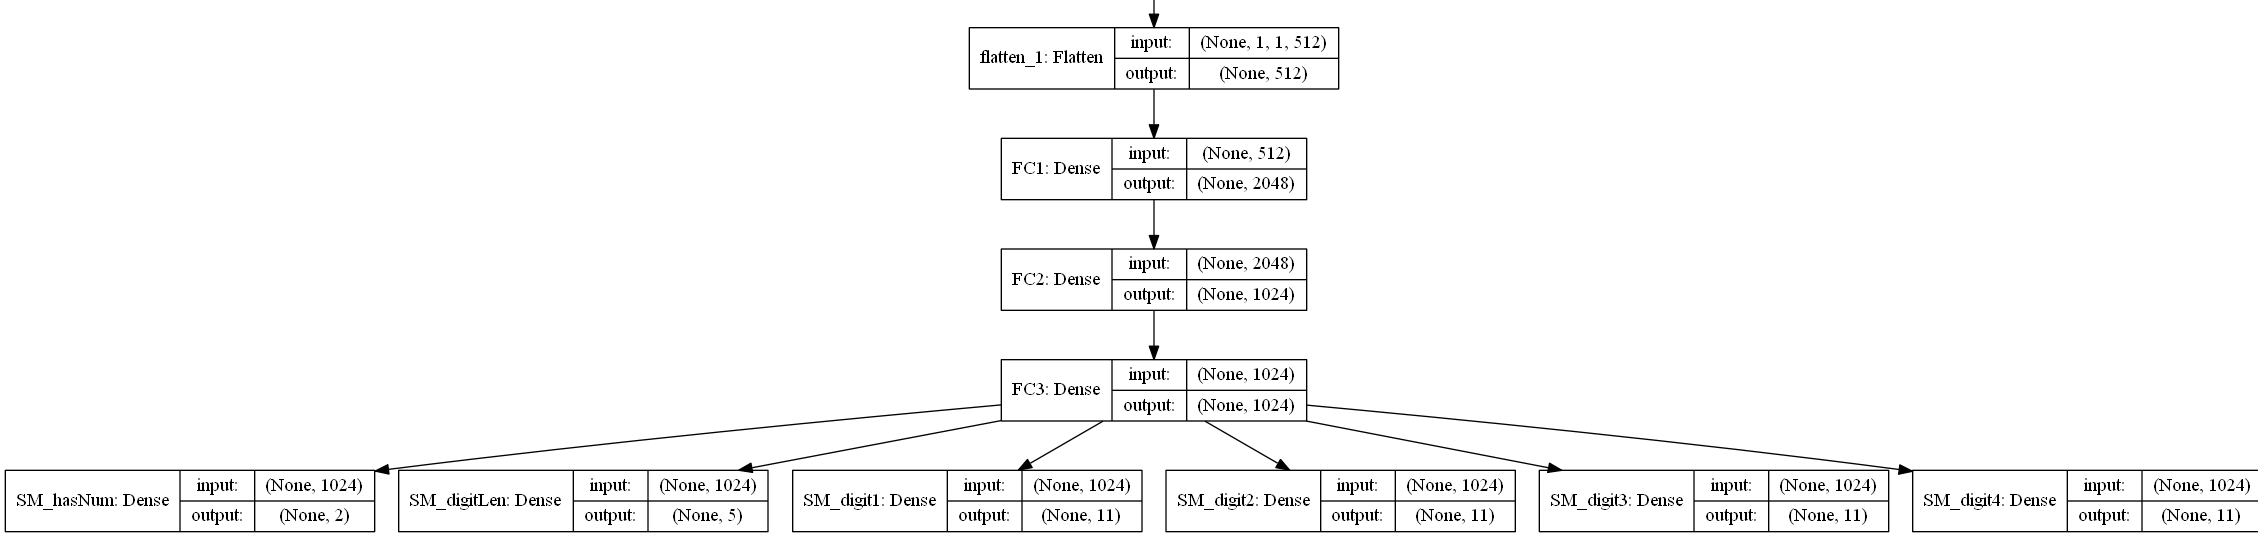 flatten_1: Flatten
input:
(None, 1, 1, 512)
output:
(None, 512)
FC1: Dense
input:
(None, 512)
output:
(None, 2048)
FC2: Dense
input:
(None, 2048)
output:
(None, 1024)
FC3: Dense
input:
(None, 1024)
output:
(None, 1024)
SM_hasNum: Dense
input:
(None, 1024)
output:
(None, 2)
SM_digitLen: Dense
input:
(None, 1024)
output:
(None, 5)
SM_digit1: Dense
input:
(None, 1024)
output:
(None, 11)
SM_digit2: Dense
input:
(None, 1024)
output:
(None, 11)
SM_digit3: Dense
input:
(None, 1024)
output:
(None, 11)
SM_digit4: Dense
input:
(None, 1024)
output:
(None, 11)